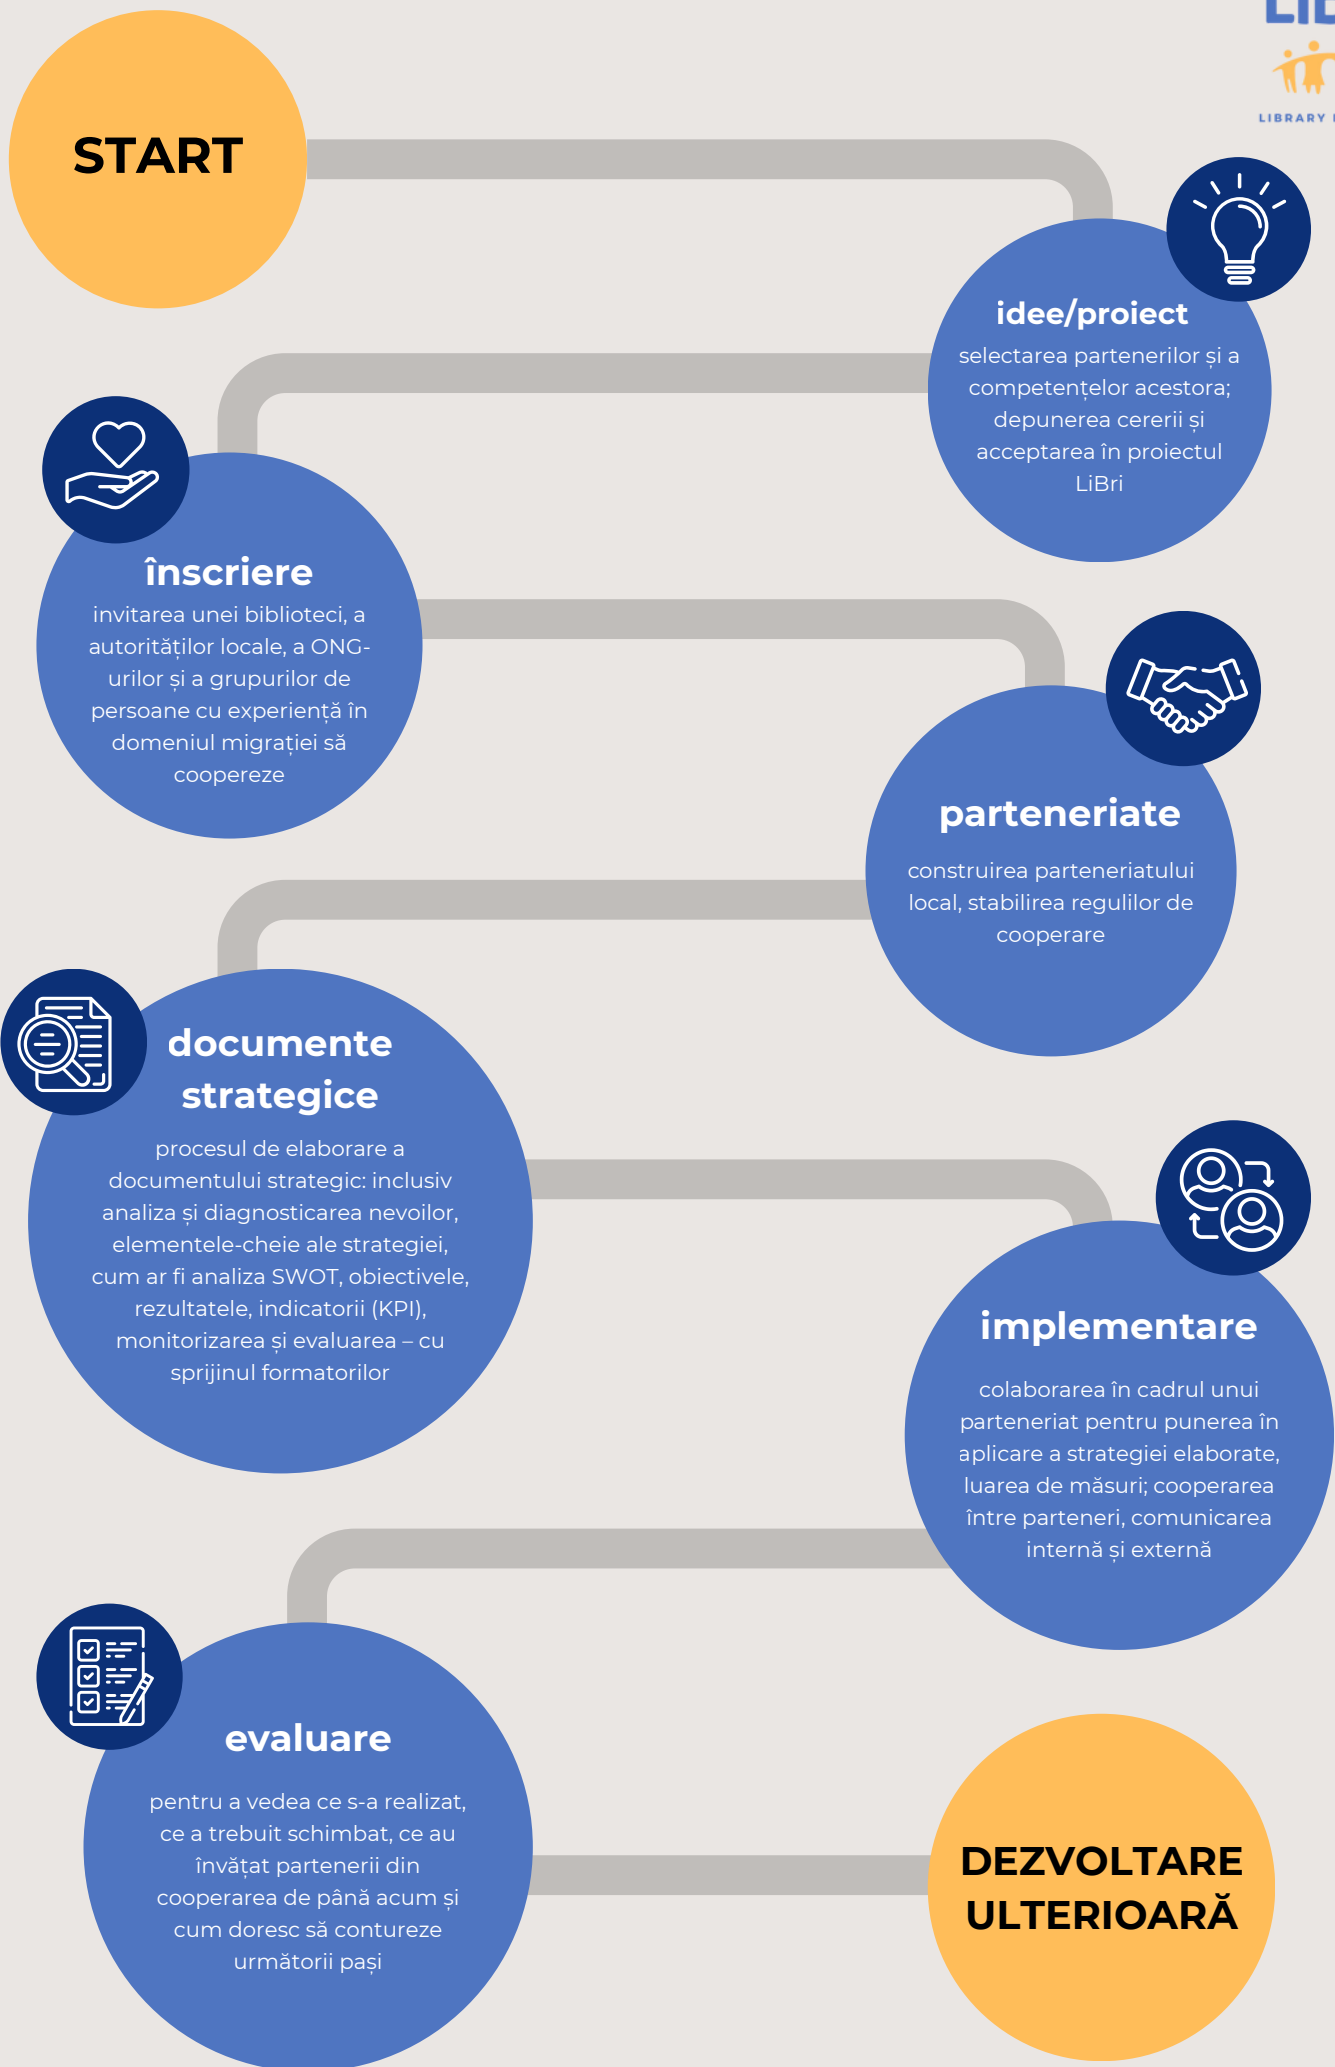 START
LIBRARY
idee/proiect
selectarea partenerilor și a
competențelor acestora;
depunerea cererii și
acceptarea în proiectul
LiBri
înscriere
invitarea unei biblioteci, a
autorităților locale, a ONG-
urilor și a grupurilor de
persoane cu experiență în
domeniul migrației să
coopereze
parteneriate
construirea parteneriatului
local, stabilirea regulilor de
cooperare
documente
strategice
procesul de elaborare a
documentului strategic: inclusiv
analiza și diagnosticarea nevoilor,
elementele-cheie ale strategiei,
cum ar fi analiza SWOT, obiectivele,
rezultatele, indicatorii (KPI),
monitorizarea și evaluarea – cu
sprijinul formatorilor
implementare
colaborarea în cadrul unui
parteneriat pentru punerea în
aplicare a strategiei elaborate,
luarea de măsuri; cooperarea
între parteneri, comunicarea
internă și externă
evaluare
pentru a vedea ce s-a realizat,
ce a trebuit schimbat, ce au
învățat partenerii din
cooperarea de până acum și
cum doresc să contureze
următorii pași
DEZVOLTARE
ULTERIOARĂ